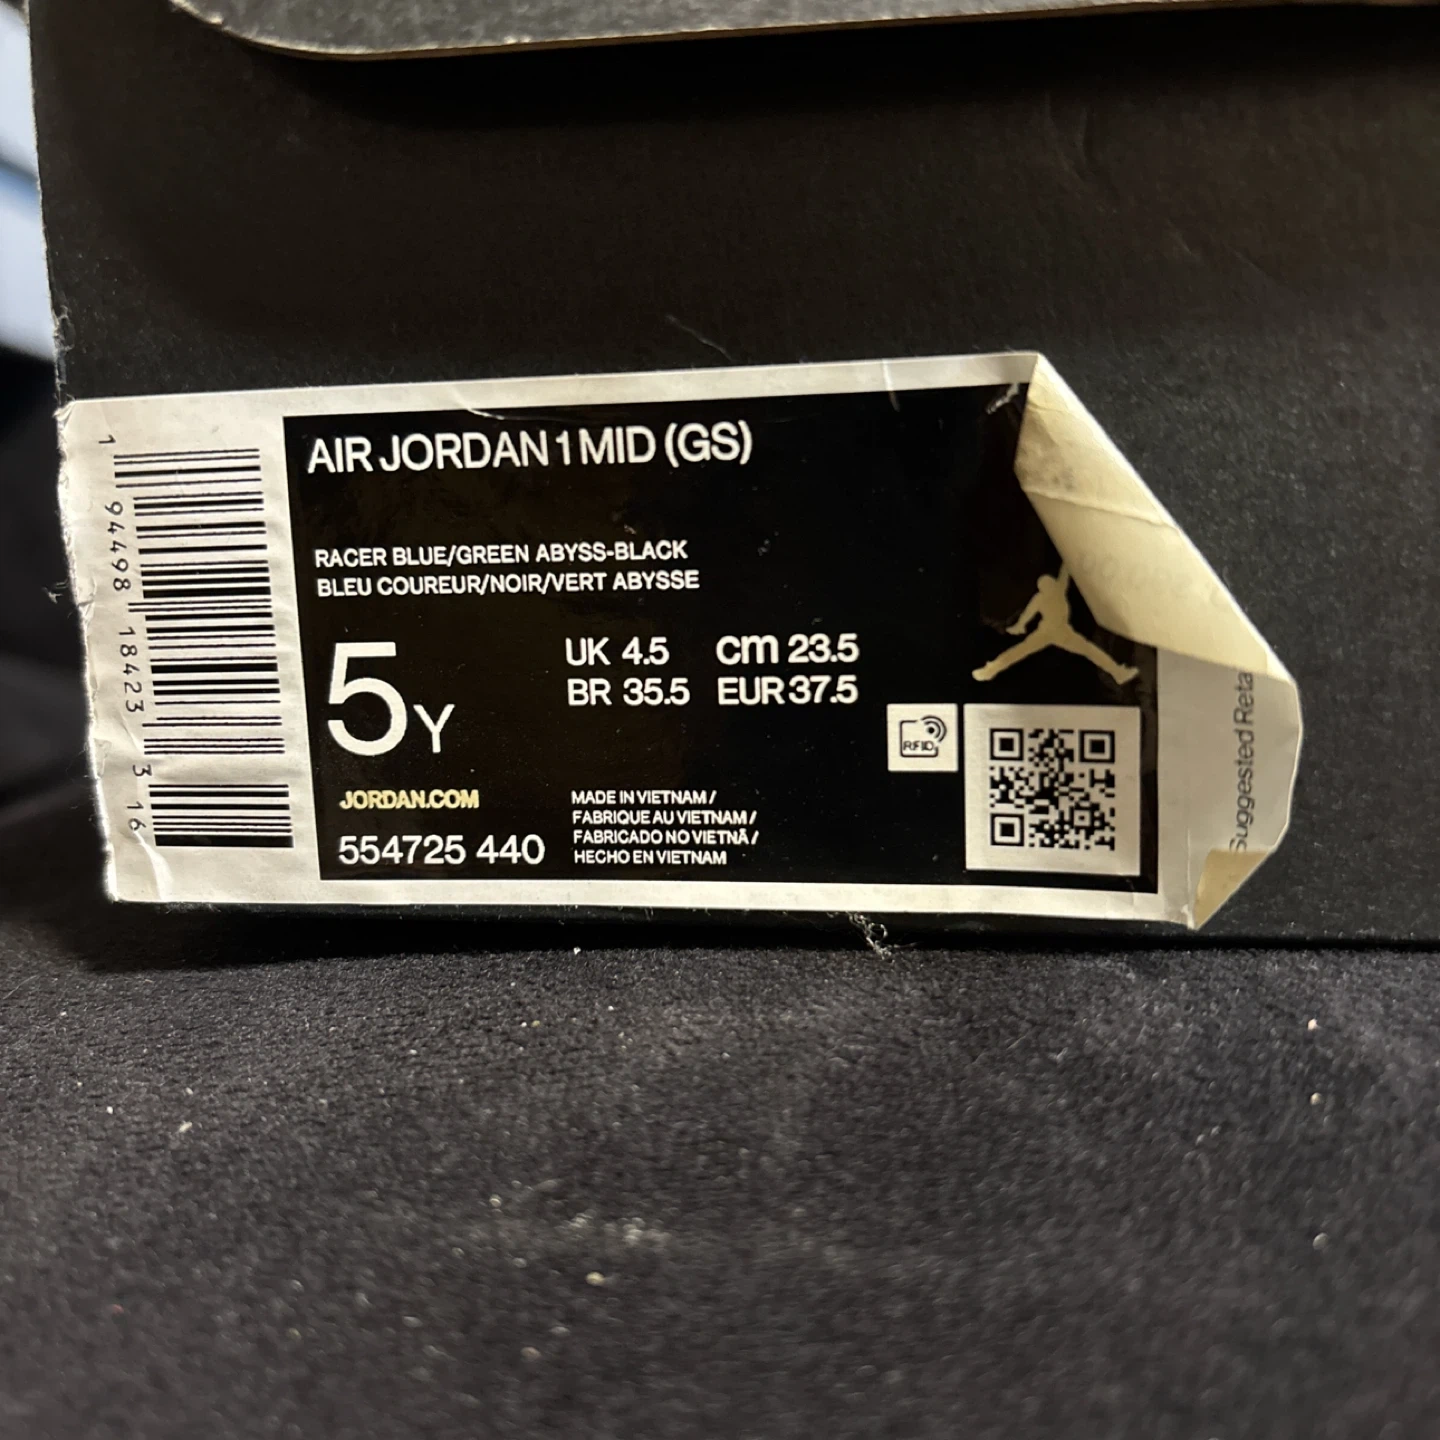 AIR JORDAN 1 MID (GS)
RACER BLUE/GREEN ABYSS-BLACK
BLEU COUREUR/NOIR/VERT ABYSSE
5Y
UK 4.5 cm 23.5
BR 35.5 EUR 37.5
RFID
JORDAN.COM
554725 440
MADE IN VIETNAM /
FABRIQUE AU VIETNAM /
FABRICADO NO VIETNÃ /
HECHO EN VIETNAM
1 94498 18423 3 16
Suggested Reta